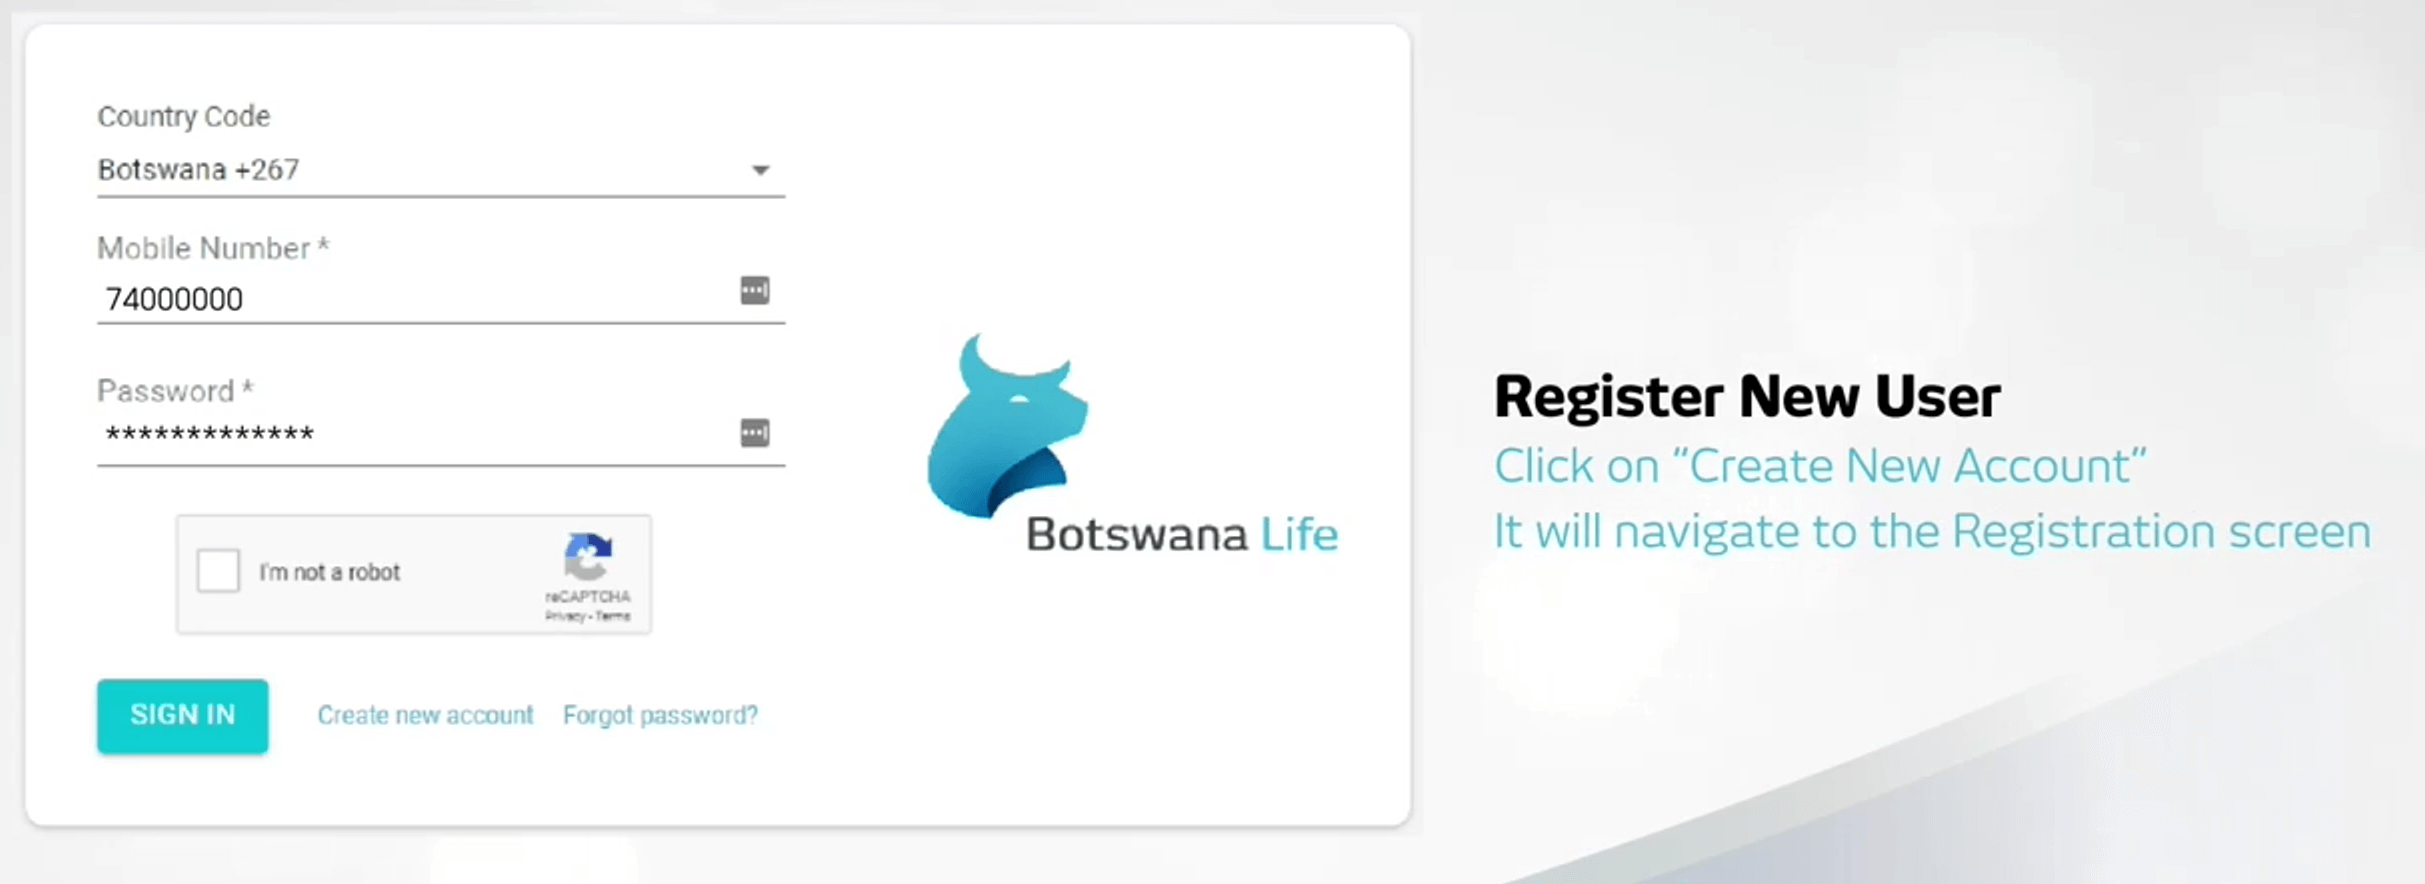 Country Code
Botswana +267
Mobile Number *
74000000
Password *
*************
I'm not a robot
reCAPTCHA
Privacy - Terms
SIGN IN
Create new account
Forgot password?
Botswana Life
Register New User
Click on “Create New Account”
It will navigate to the Registration screen